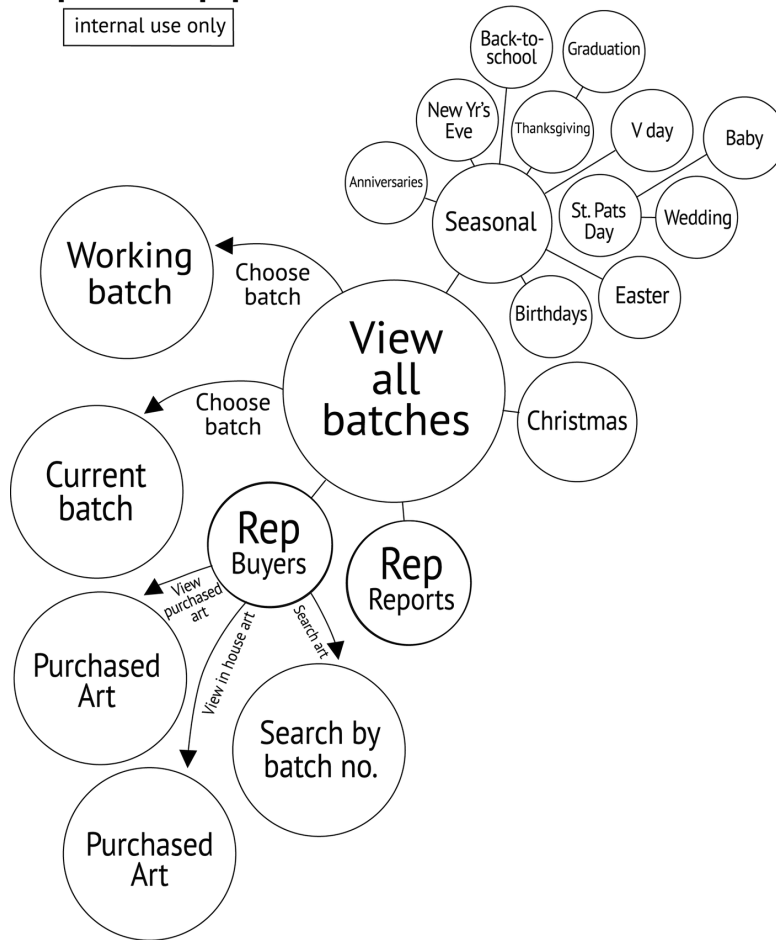 internal use only
Back-to-
school
Graduation
New Yr's
Eve
Thanksgiving
V day
Baby
Anniversaries
Seasonal
St. Pats
Day
Wedding
Working
batch
Choose
batch
Easter
Birthdays
View
all
batches
Choose
batch
Christmas
Current
batch
Rep
Buyers
Rep
Reports
View
purchased
art
View in house art
Search art
Purchased
Art
Search by
batch no.
Purchased
Art